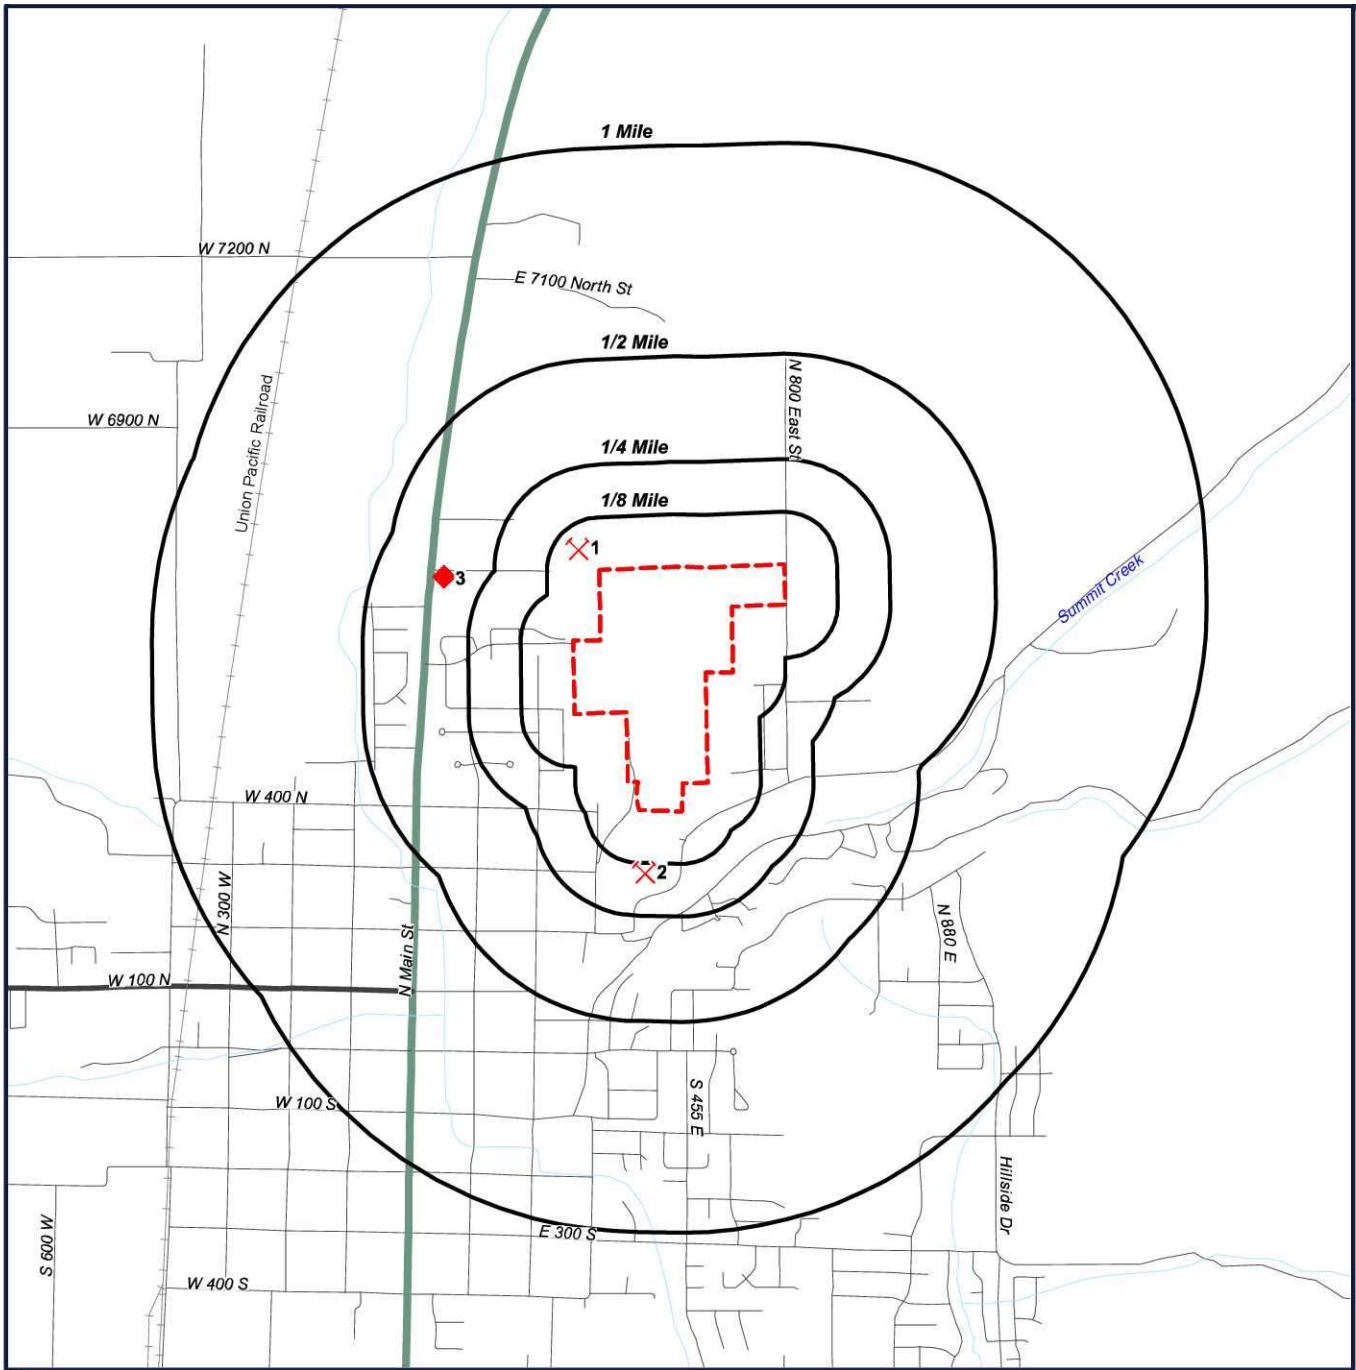 1 Mile
W 7200 N
E 7100 North St
1/2 Mile
N 800 East St
Union Pacific Railroad
W 6900 N
1/4 Mile
1/8 Mile
1
3
Summit Creek
W 400 N
2
N 300 W
N 880 E
N Main St
W 100 N
W 100 S
S 455 E
Hillside Dr
S 600 W
E 300 S
W 400 S